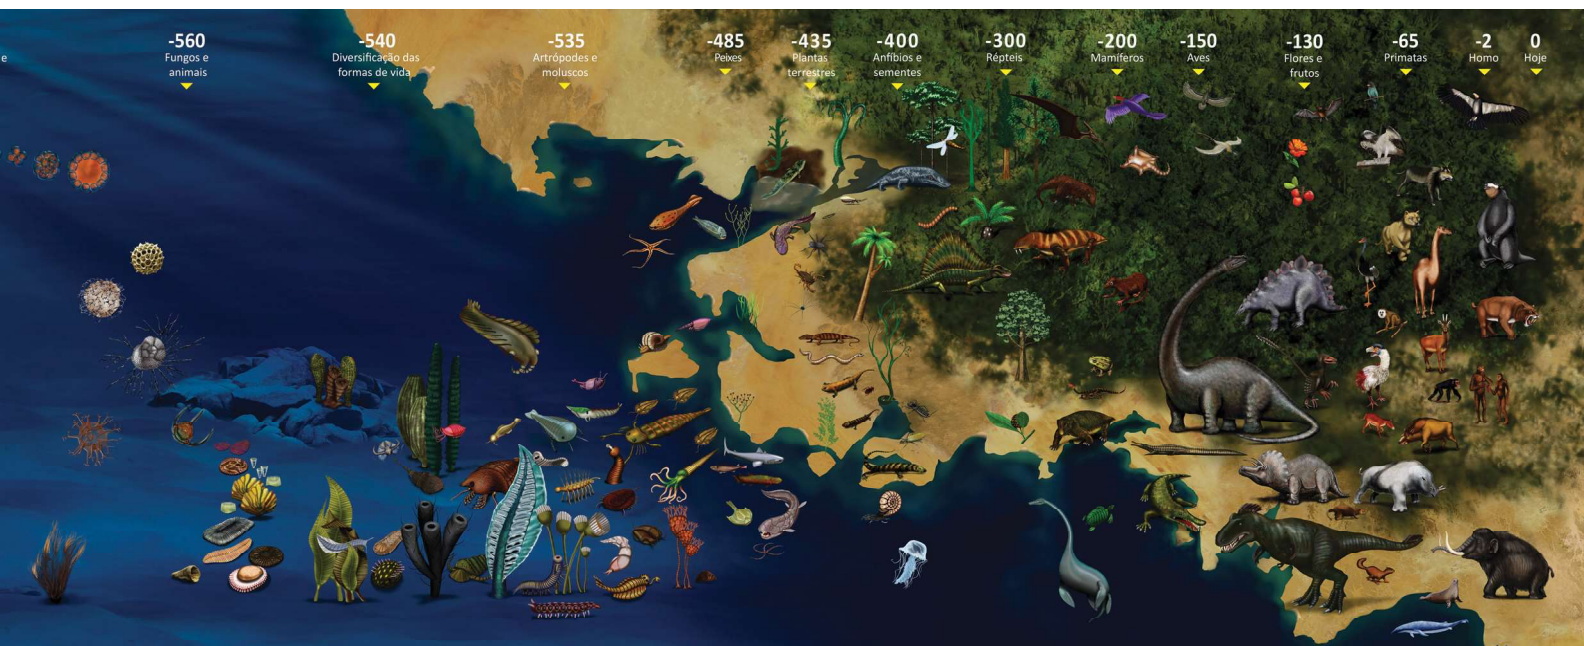 e
-560
Fungos e
animais
-540
Diversificação das
formas de vida
-535
Artrópodes e
moluscos
-485
Peixes
-435
Plantas
terrestres
-400
Anfíbios e
sementes
-300
Répteis
-200
Mamíferos
-150
Aves
-130
Flores e
frutos
-65
Primatas
-2
Homo
0
Hoje